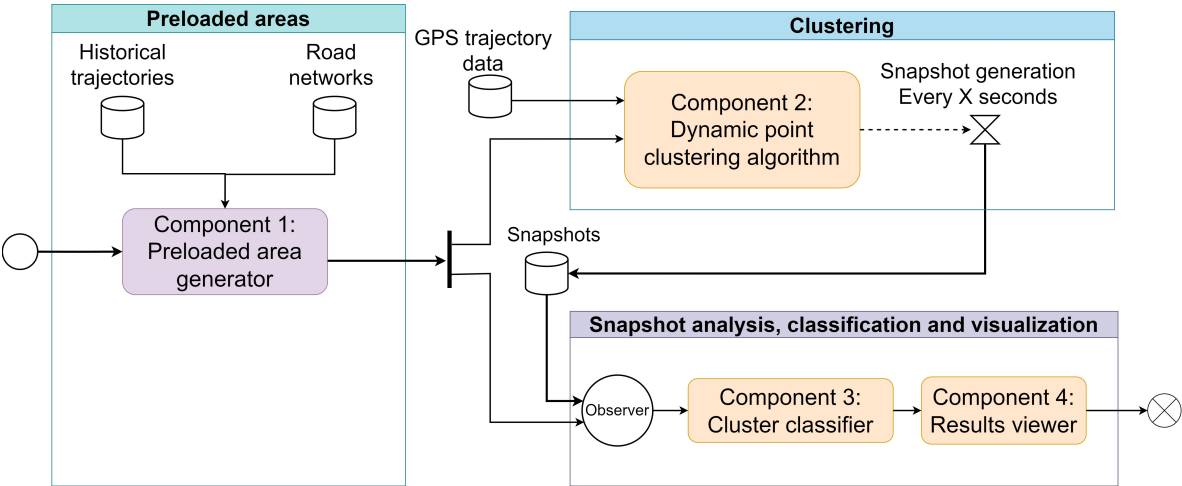 Preloaded areas
Historical
trajectories
Road
networks
Component 1:
Preloaded area
generator
GPS trajectory
data
Clustering
Component 2:
Dynamic point
clustering algorithm
Snapshot generation
Every X seconds
Snapshots
Snapshot analysis, classification and visualization
Observer
Component 3:
Cluster classifier
Component 4:
Results viewer